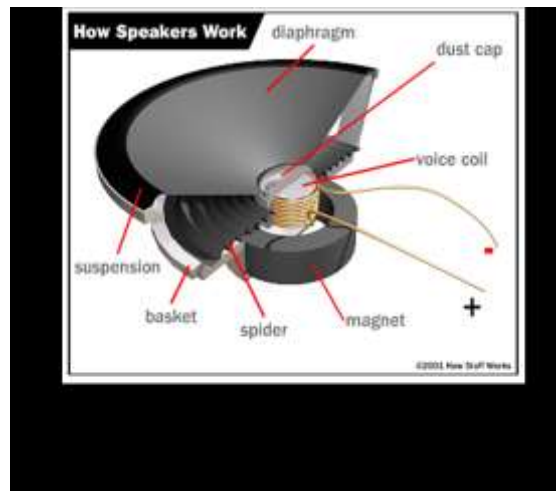 How Speakers Work
diaphragm
dust cap
voice coil
suspension
basket
spider
magnet
-
+
©2001 How Stuff Works